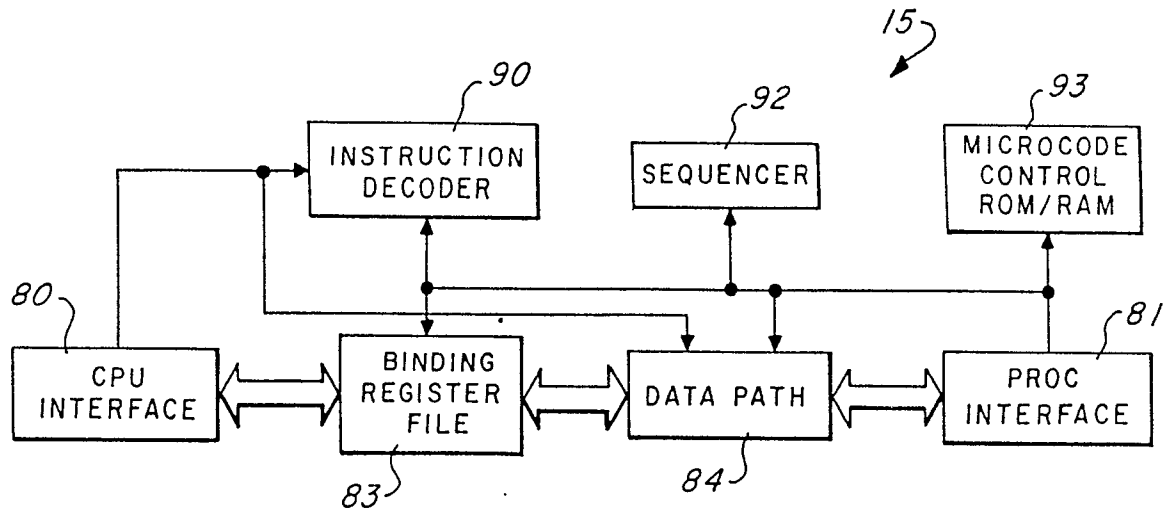 15
90
92
93
INSTRUCTION
DECODER
SEQUENCER
MICROCODE
CONTROL
ROM/RAM
80
81
CPU
INTERFACE
BINDING
REGISTER
FILE
DATA PATH
PROC
INTERFACE
83
84